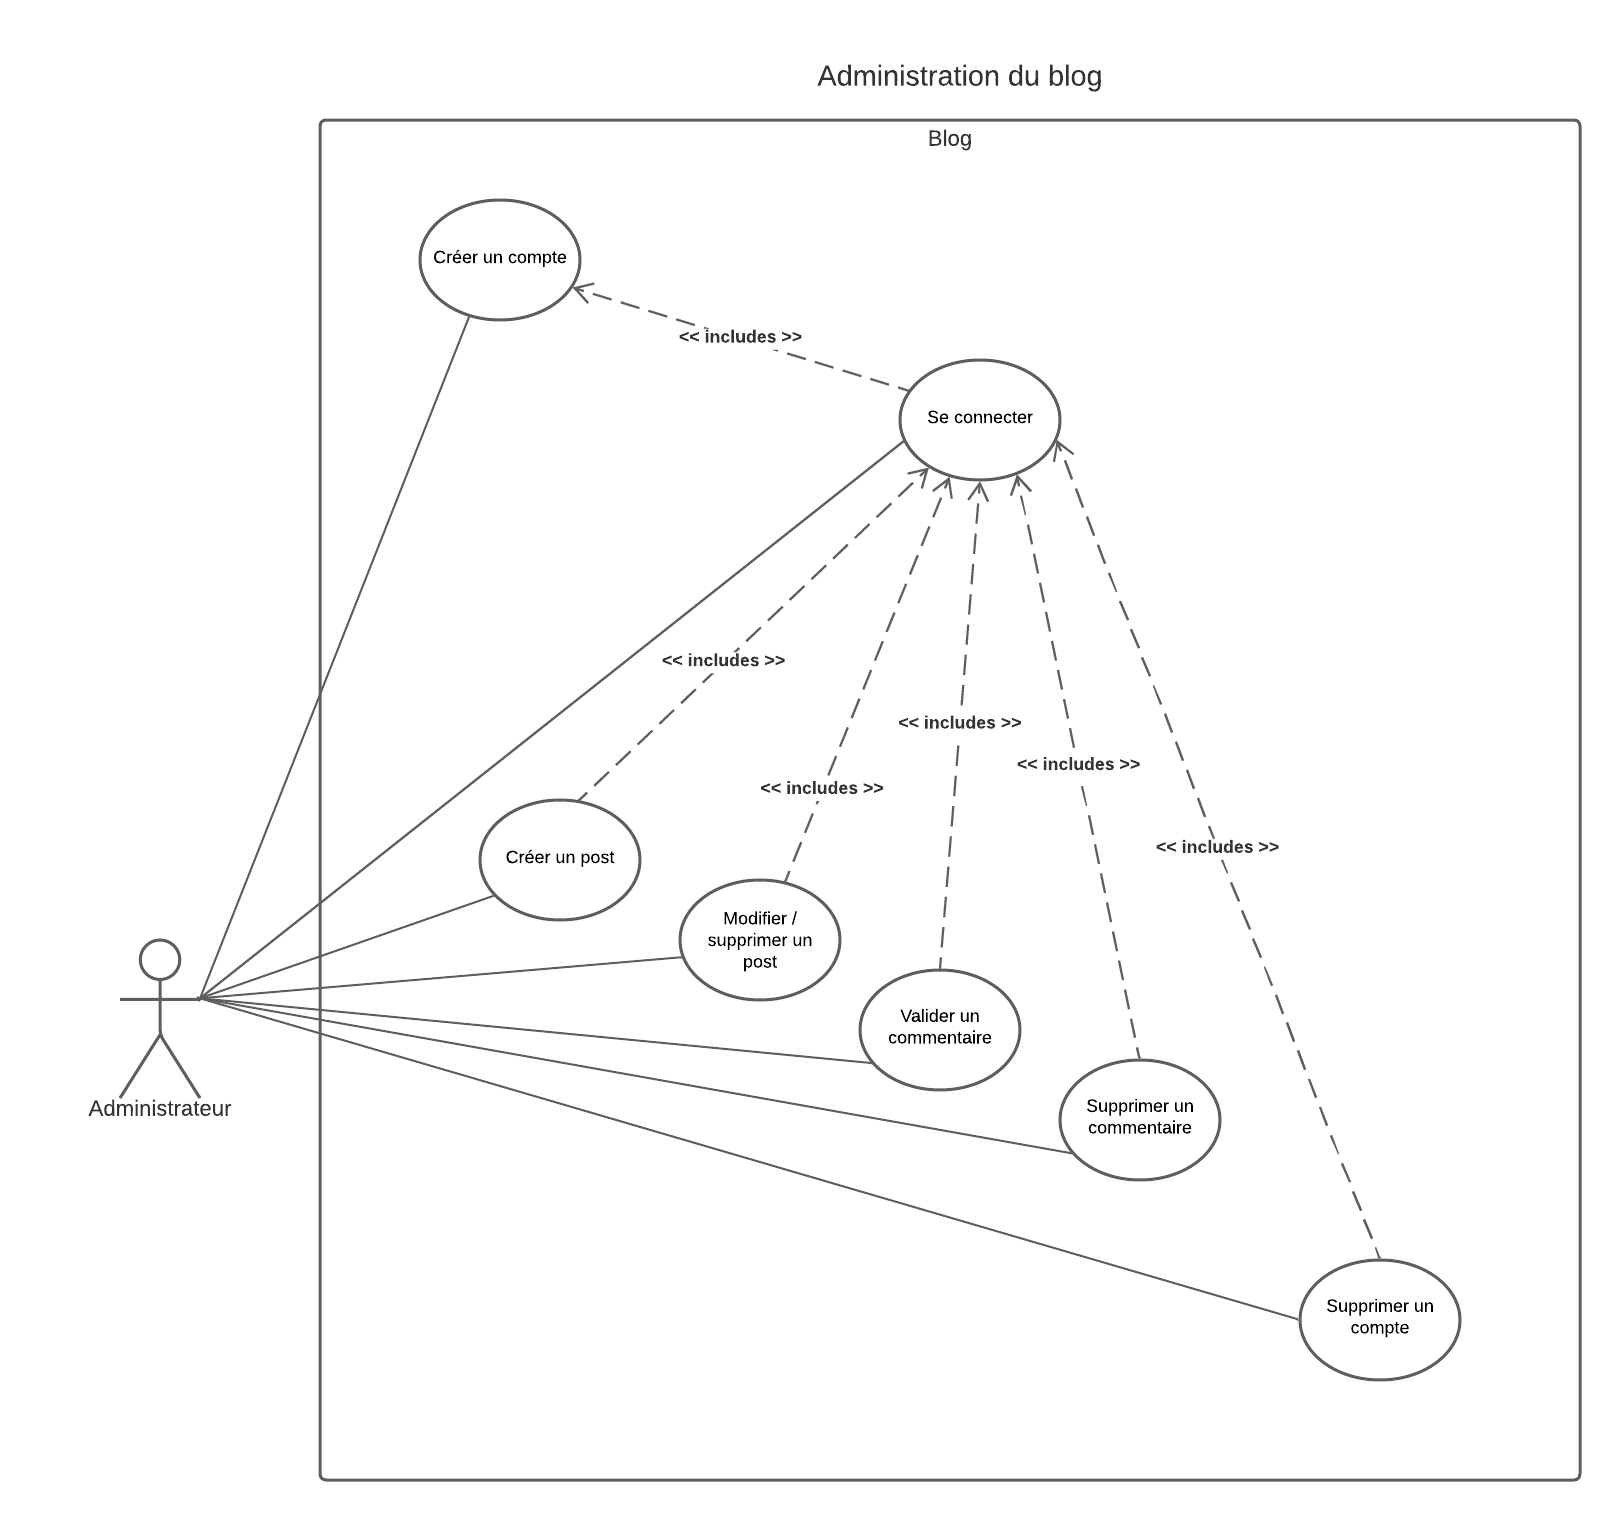 Administration du blog
Blog
Créer un compte
<< includes >>
Se connecter
<< includes >>
<< includes >>
<< includes >>
<< includes >>
<< includes >>
Créer un post
Modifier /
supprimer un
post
Valider un
commentaire
Supprimer un
commentaire
Administrateur
Supprimer un
compte